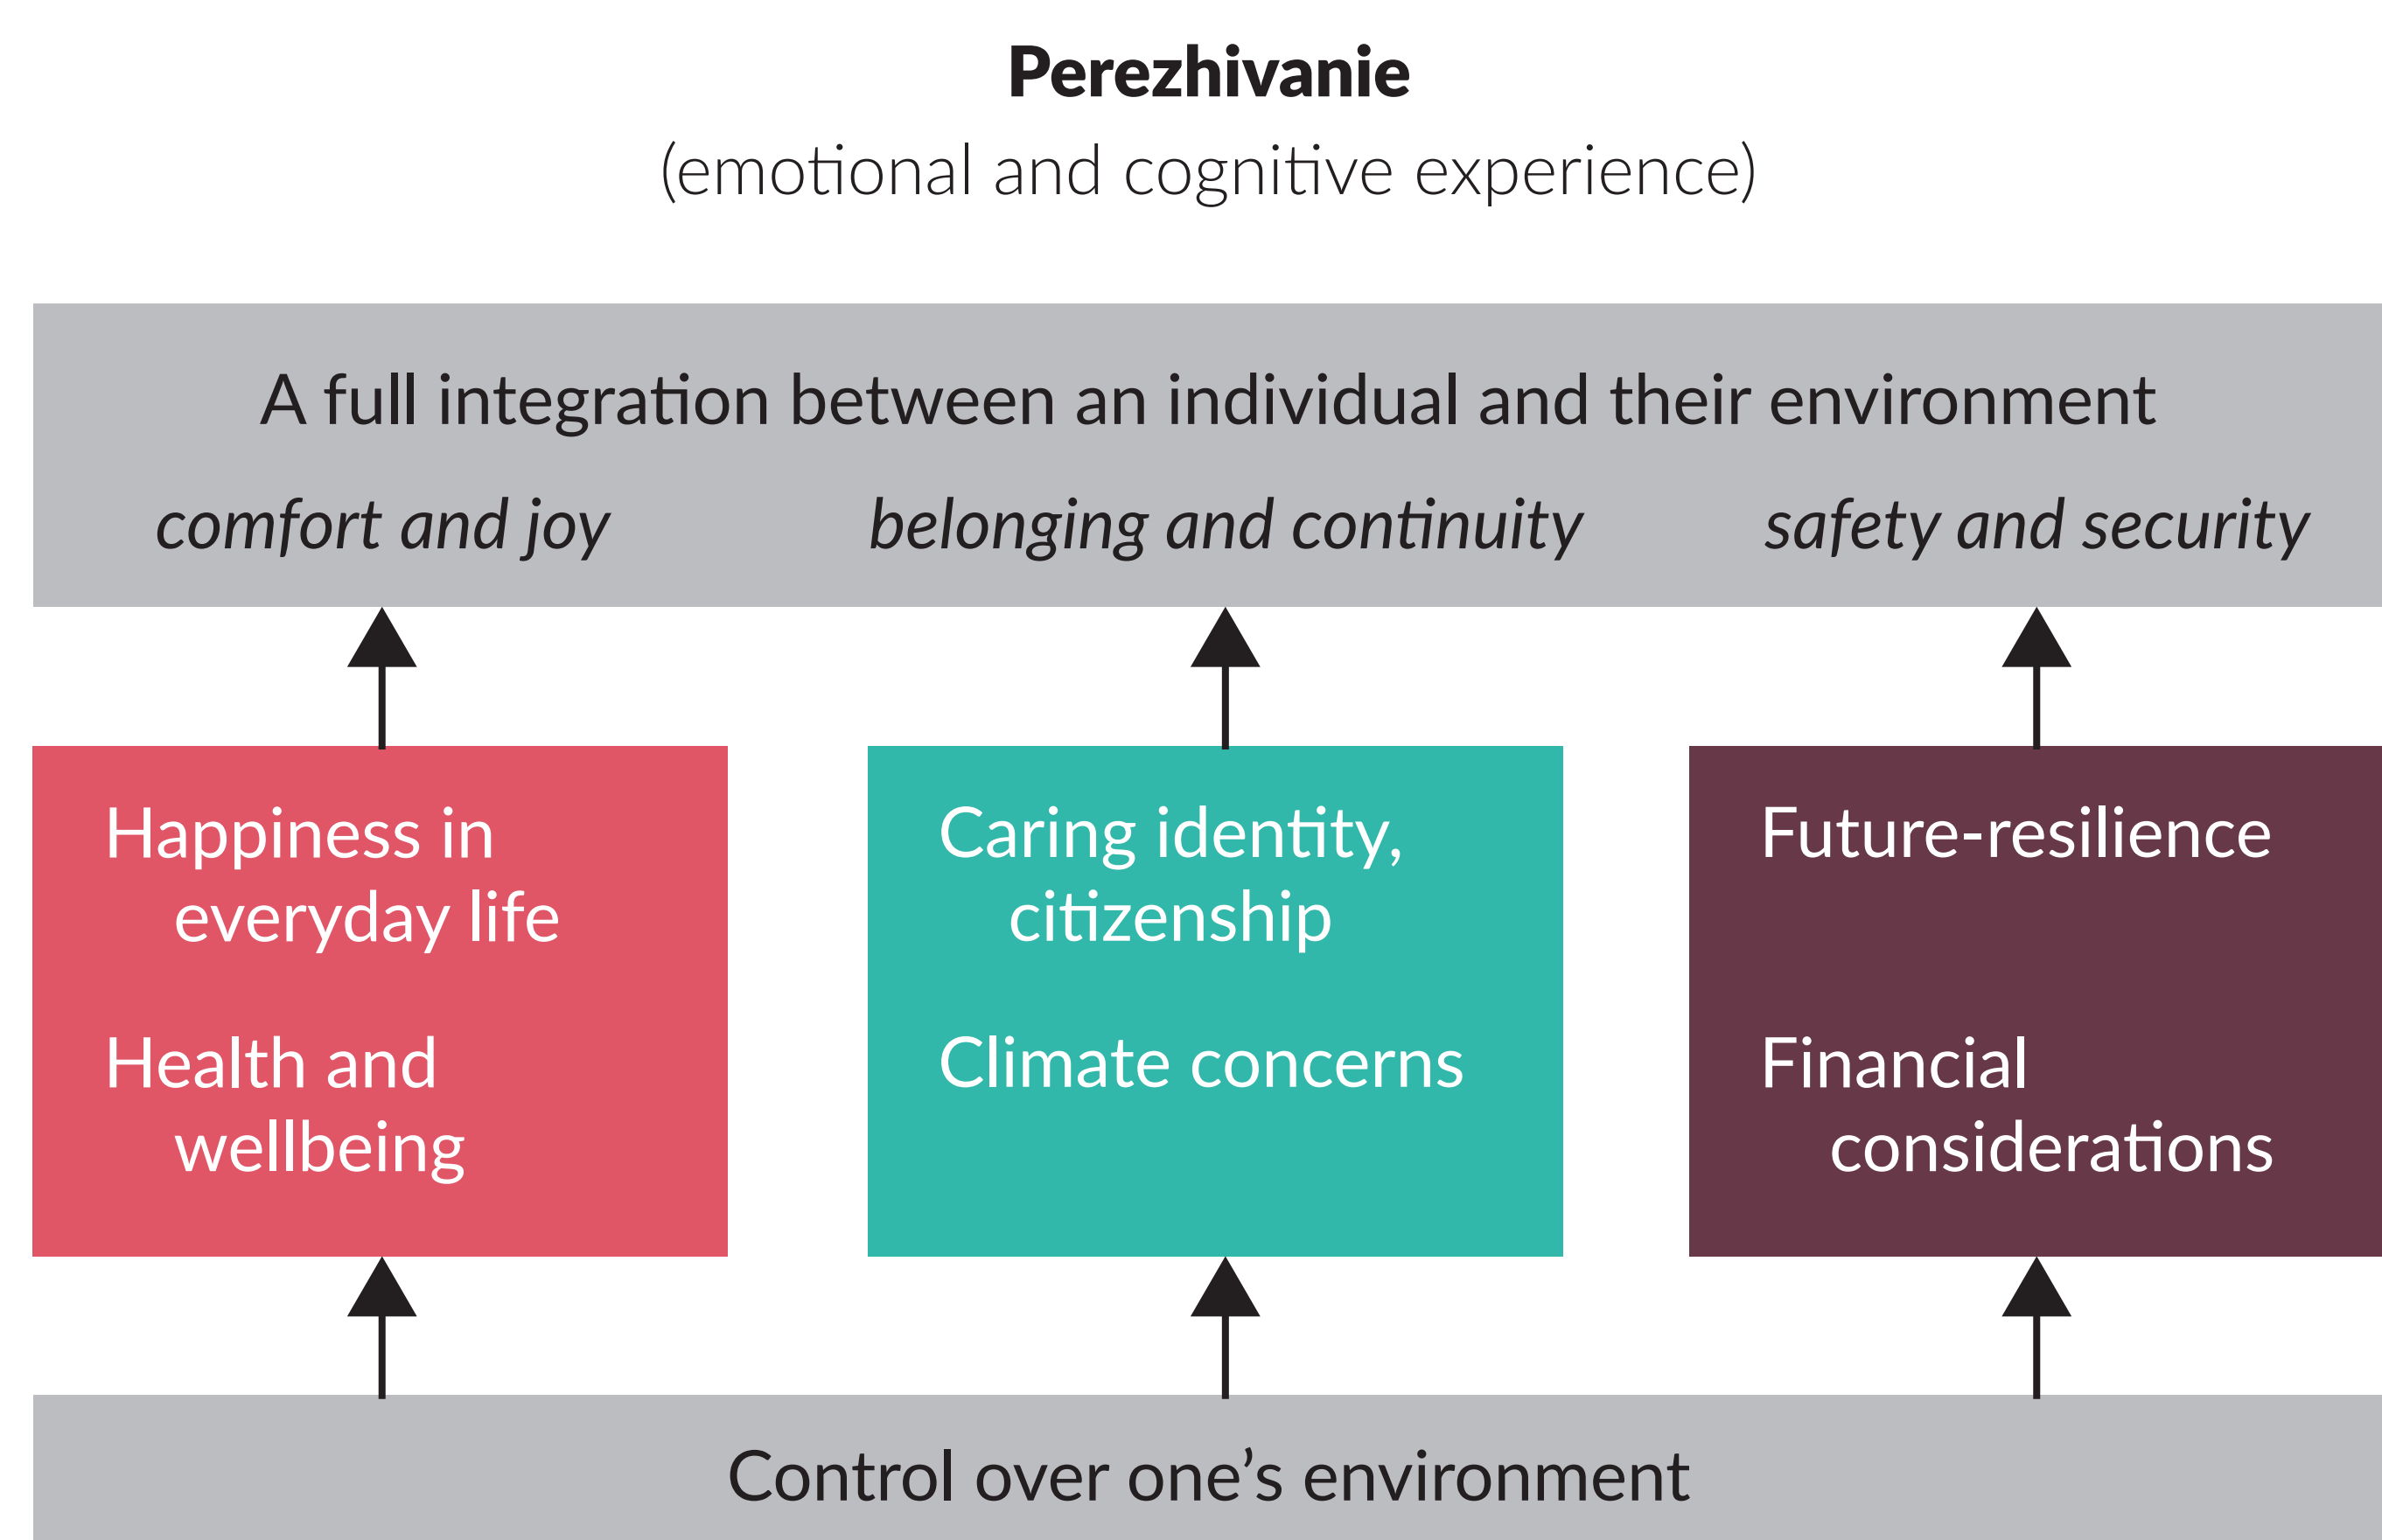 Perezhivanie
(emotional and cognitive experience)
A full integration between an individual and their environment
comfort and joy
belonging and continuity
safety and security
Happiness in
everyday life
Health and
wellbeing
Caring identity,
citizenship
Climate concerns
Future-resilience
Financial
considerations
Control over one’s environment